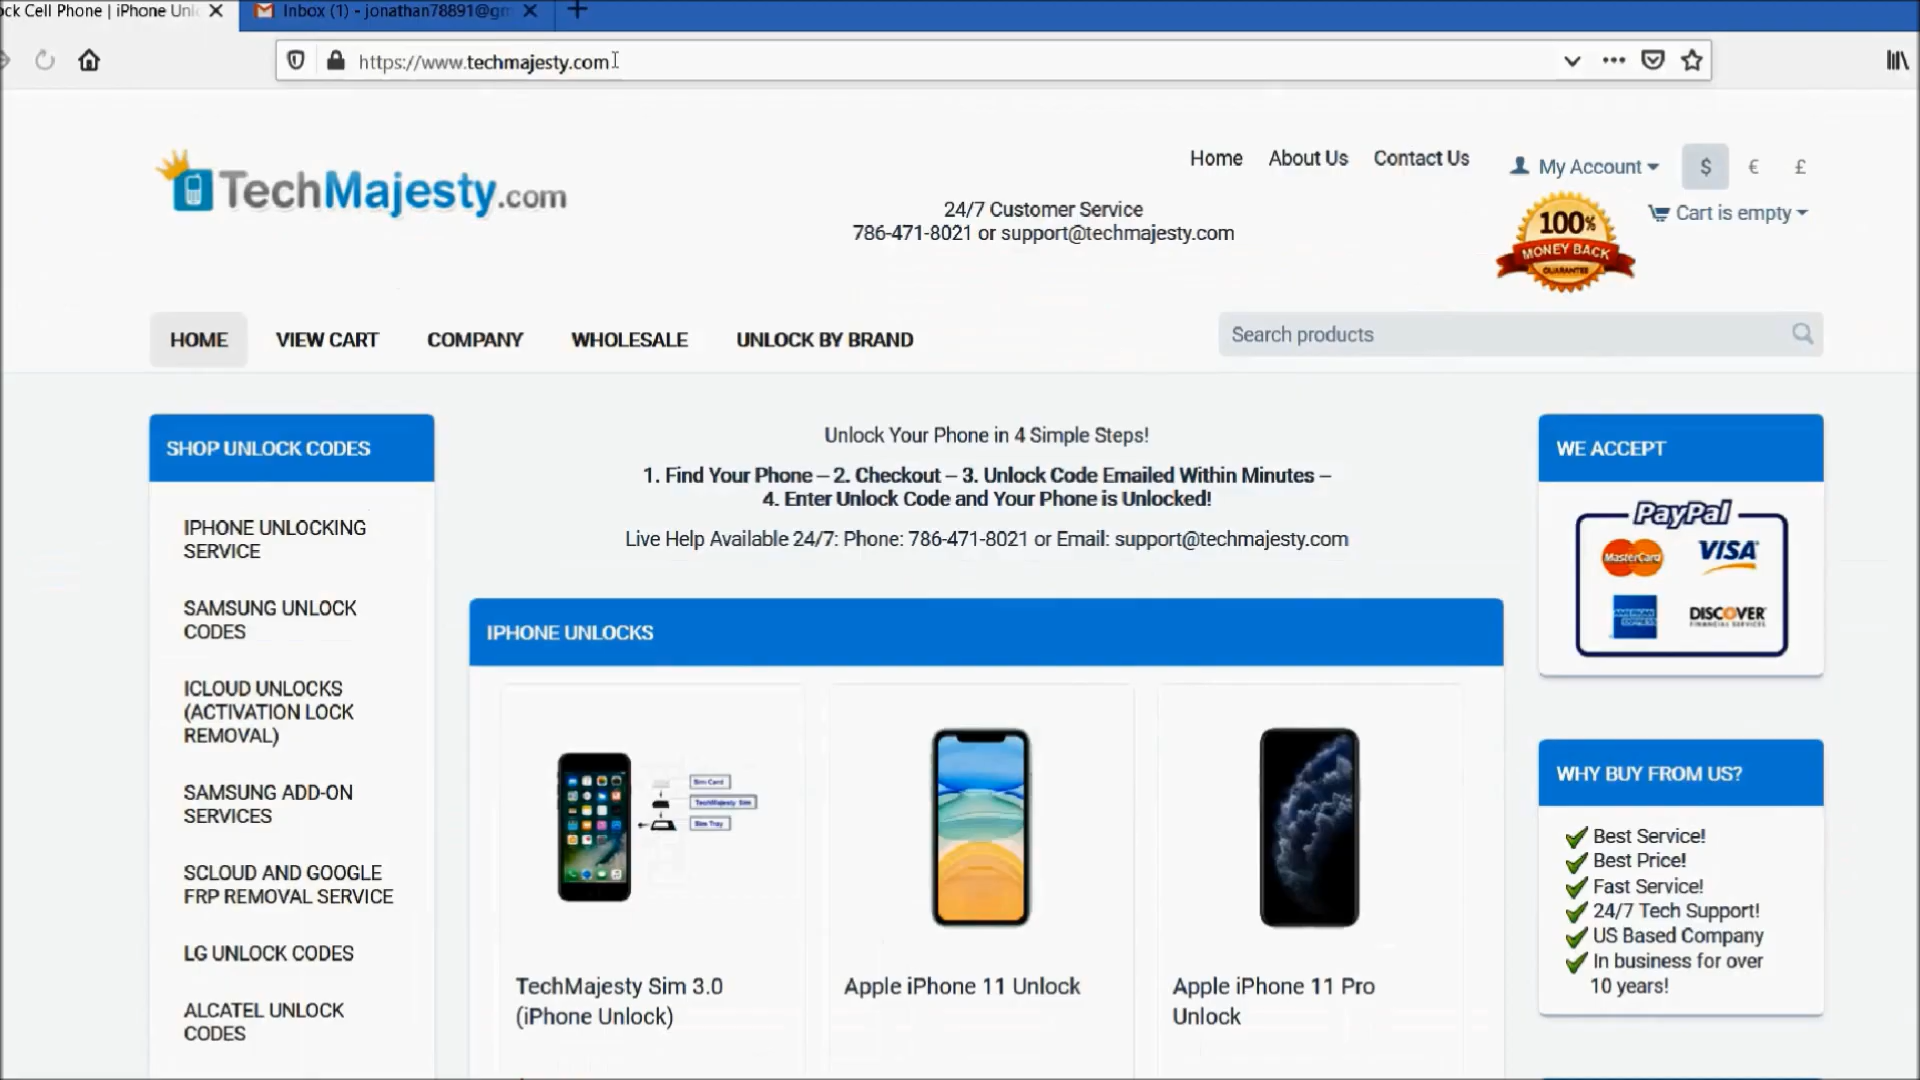 ock Cell Phone | iPhone Unl
Inbox (1) - jonathan78891@gm
https://www.techmajesty.com
TechMajesty.com
Home About Us Contact Us
My Account $ € £
24/7 Customer Service
786-471-8021 or support@techmajesty.com
Cart is empty
100%
MONEY BACK
GUARANTEE
HOME VIEW CART COMPANY WHOLESALE UNLOCK BY BRAND
Search products
SHOP UNLOCK CODES
IPHONE UNLOCKING
SERVICE
SAMSUNG UNLOCK
CODES
ICLOUD UNLOCKS
(ACTIVATION LOCK
REMOVAL)
SAMSUNG ADD-ON
SERVICES
SCLOUD AND GOOGLE
FRP REMOVAL SERVICE
LG UNLOCK CODES
ALCATEL UNLOCK
CODES
Unlock Your Phone in 4 Simple Steps!
1. Find Your Phone – 2. Checkout – 3. Unlock Code Emailed Within Minutes –
4. Enter Unlock Code and Your Phone is Unlocked!
Live Help Available 24/7: Phone: 786-471-8021 or Email: support@techmajesty.com
IPHONE UNLOCKS
Sim Card
TechMajesty Sim
Sim Tray
TechMajesty Sim 3.0
(iPhone Unlock)
Apple iPhone 11 Unlock
Apple iPhone 11 Pro
Unlock
WE ACCEPT
PayPal
MasterCard VISA
AMERICAN EXPRESS DISCOVER
FINANCIAL SERVICES
WHY BUY FROM US?
Best Service!
Best Price!
Fast Service!
24/7 Tech Support!
US Based Company
In business for over
10 years!